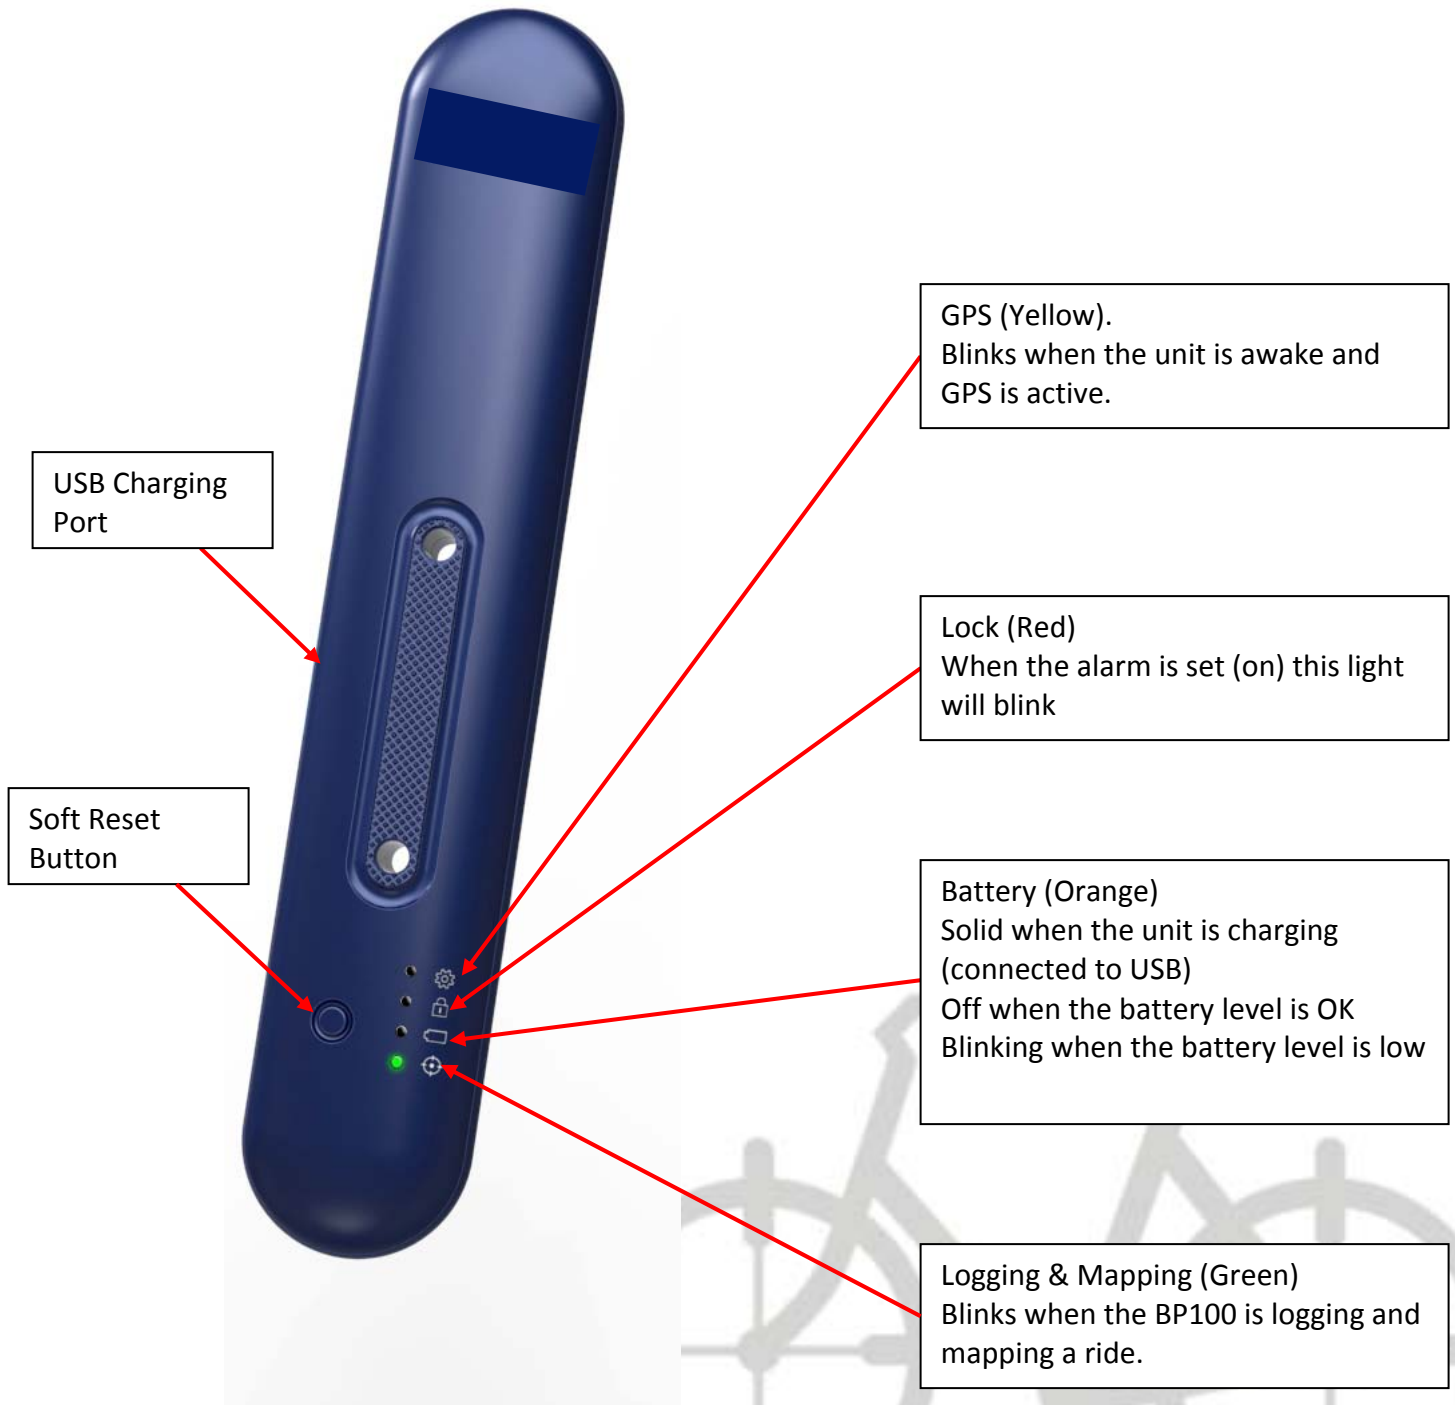 GPS (Yellow).
Blinks when the unit is awake and
GPS is active.
USB Charging
Port
Lock (Red)
When the alarm is set (on) this light
will blink
Soft Reset
Button
Battery (Orange)
Solid when the unit is charging
(connected to USB)
Off when the battery level is OK
Blinking when the battery level is low
Logging & Mapping (Green)
Blinks when the BP100 is logging and
mapping a ride.